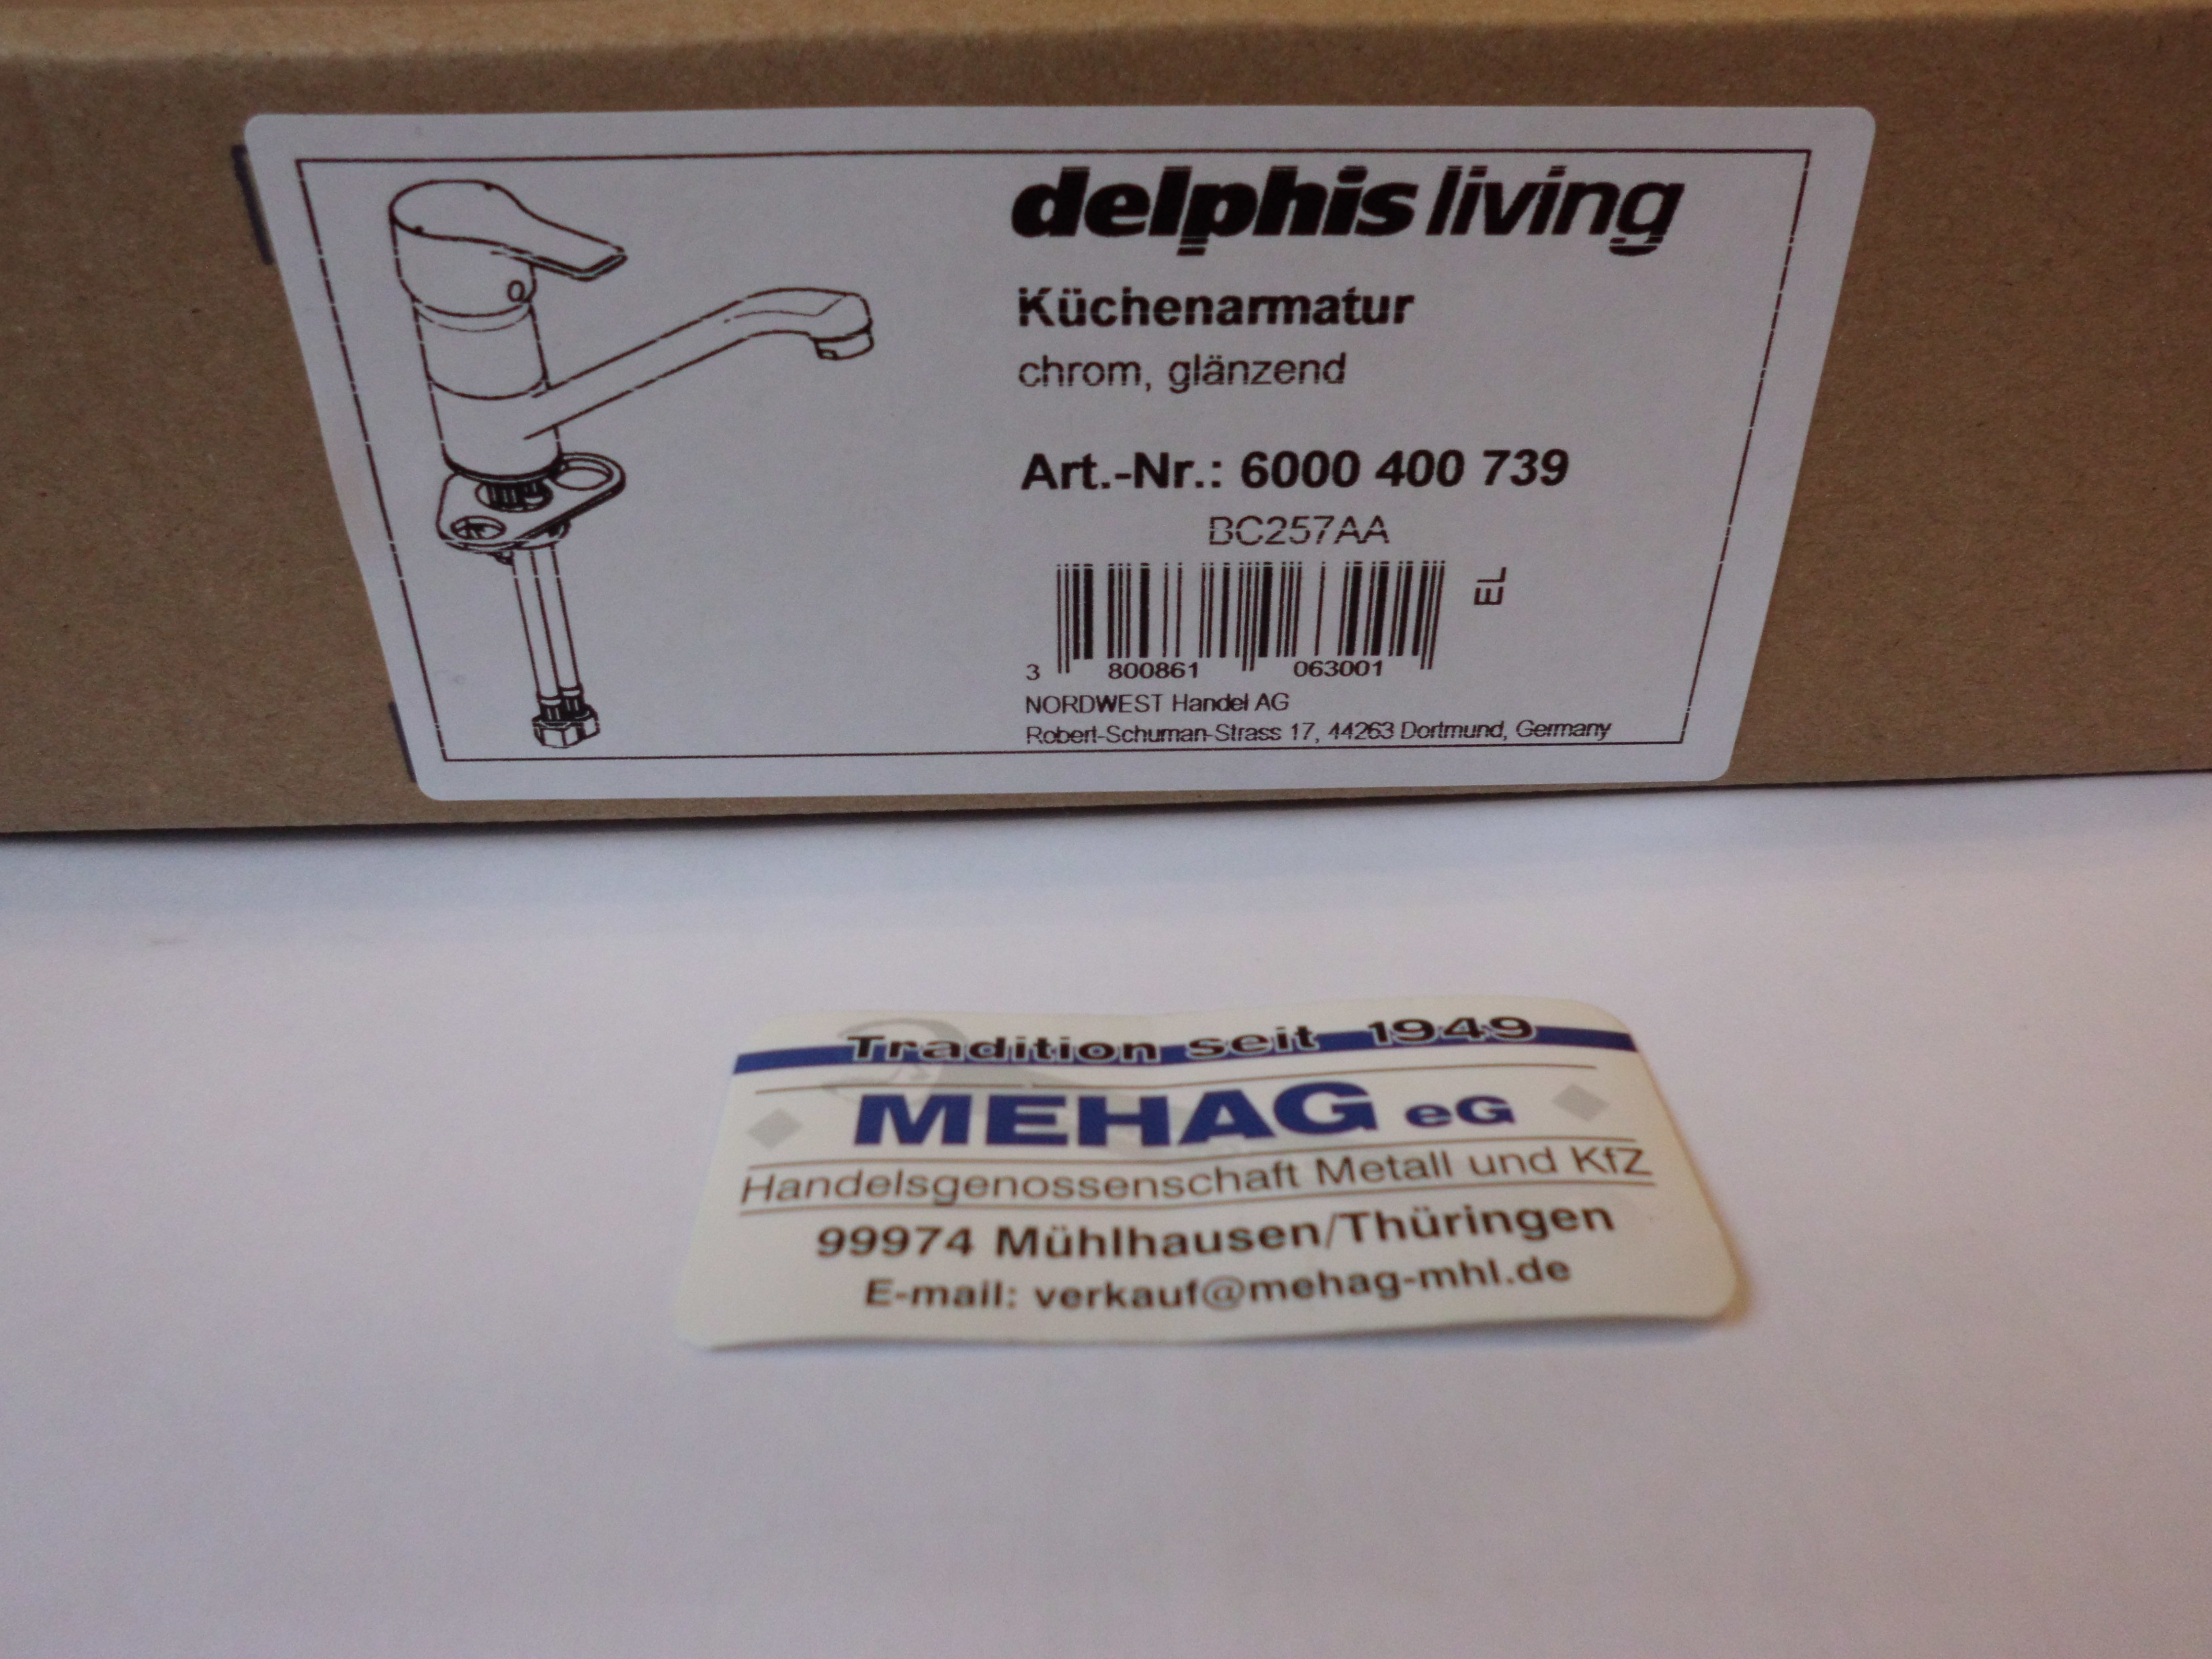 delphis living
Küchenarmatur
chrom, glänzend
Art.-Nr.: 6000 400 739
BC257AA
EL
3 800861 063001
NORDWEST Handel AG
Robert-Schuman-Strass 17, 44263 Dortmund, Germany
Tradition seit 1949
MEHAG eG
Handelsgenossenschaft Metall und KfZ
99974 Mühlhausen/Thüringen
E-mail: verkauf@mehag-mhl.de